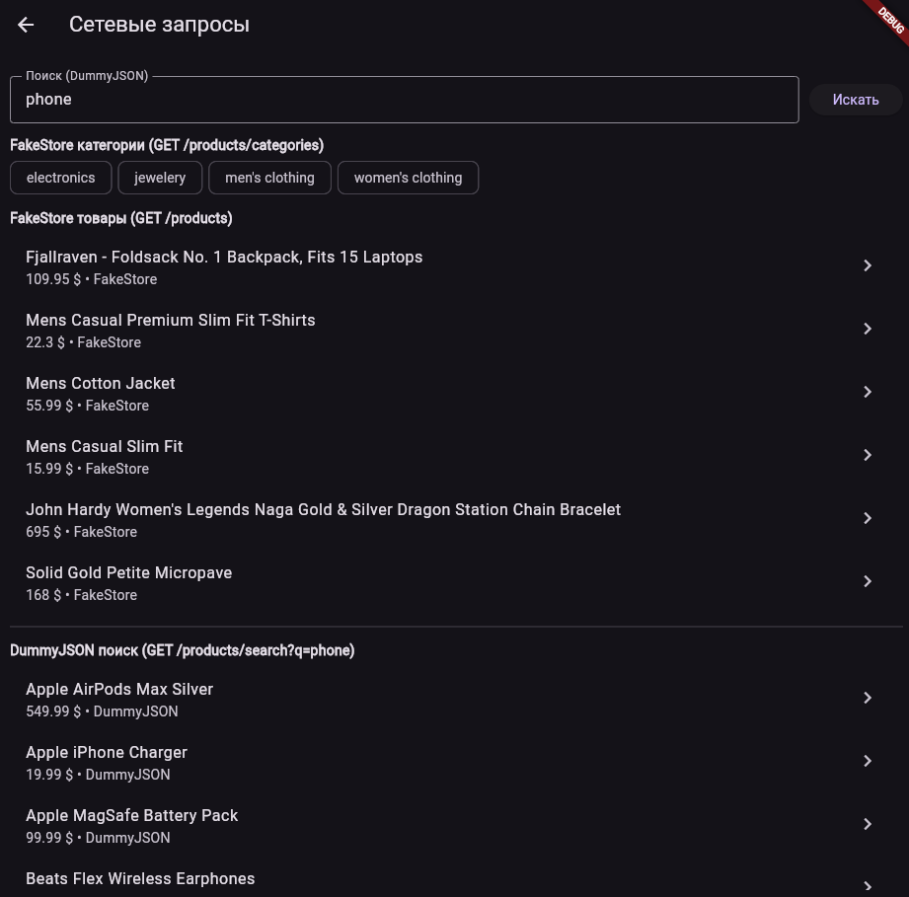 Сетевые запросы
DEBUG
Поиск (DummyJSON)
phone
Искать
FakeStore категории (GET /products/categories)
electronics jewelery men's clothing women's clothing
FakeStore товары (GET /products)
Fjallraven - Foldsack No. 1 Backpack, Fits 15 Laptops
109.95 $ • FakeStore
Mens Casual Premium Slim Fit T-Shirts
22.3 $ • FakeStore
Mens Cotton Jacket
55.99 $ • FakeStore
Mens Casual Slim Fit
15.99 $ • FakeStore
John Hardy Women's Legends Naga Gold & Silver Dragon Station Chain Bracelet
695 $ • FakeStore
Solid Gold Petite Micropave
168 $ • FakeStore
DummyJSON поиск (GET /products/search?q=phone)
Apple AirPods Max Silver
549.99 $ • DummyJSON
Apple iPhone Charger
19.99 $ • DummyJSON
Apple MagSafe Battery Pack
99.99 $ • DummyJSON
Beats Flex Wireless Earphones